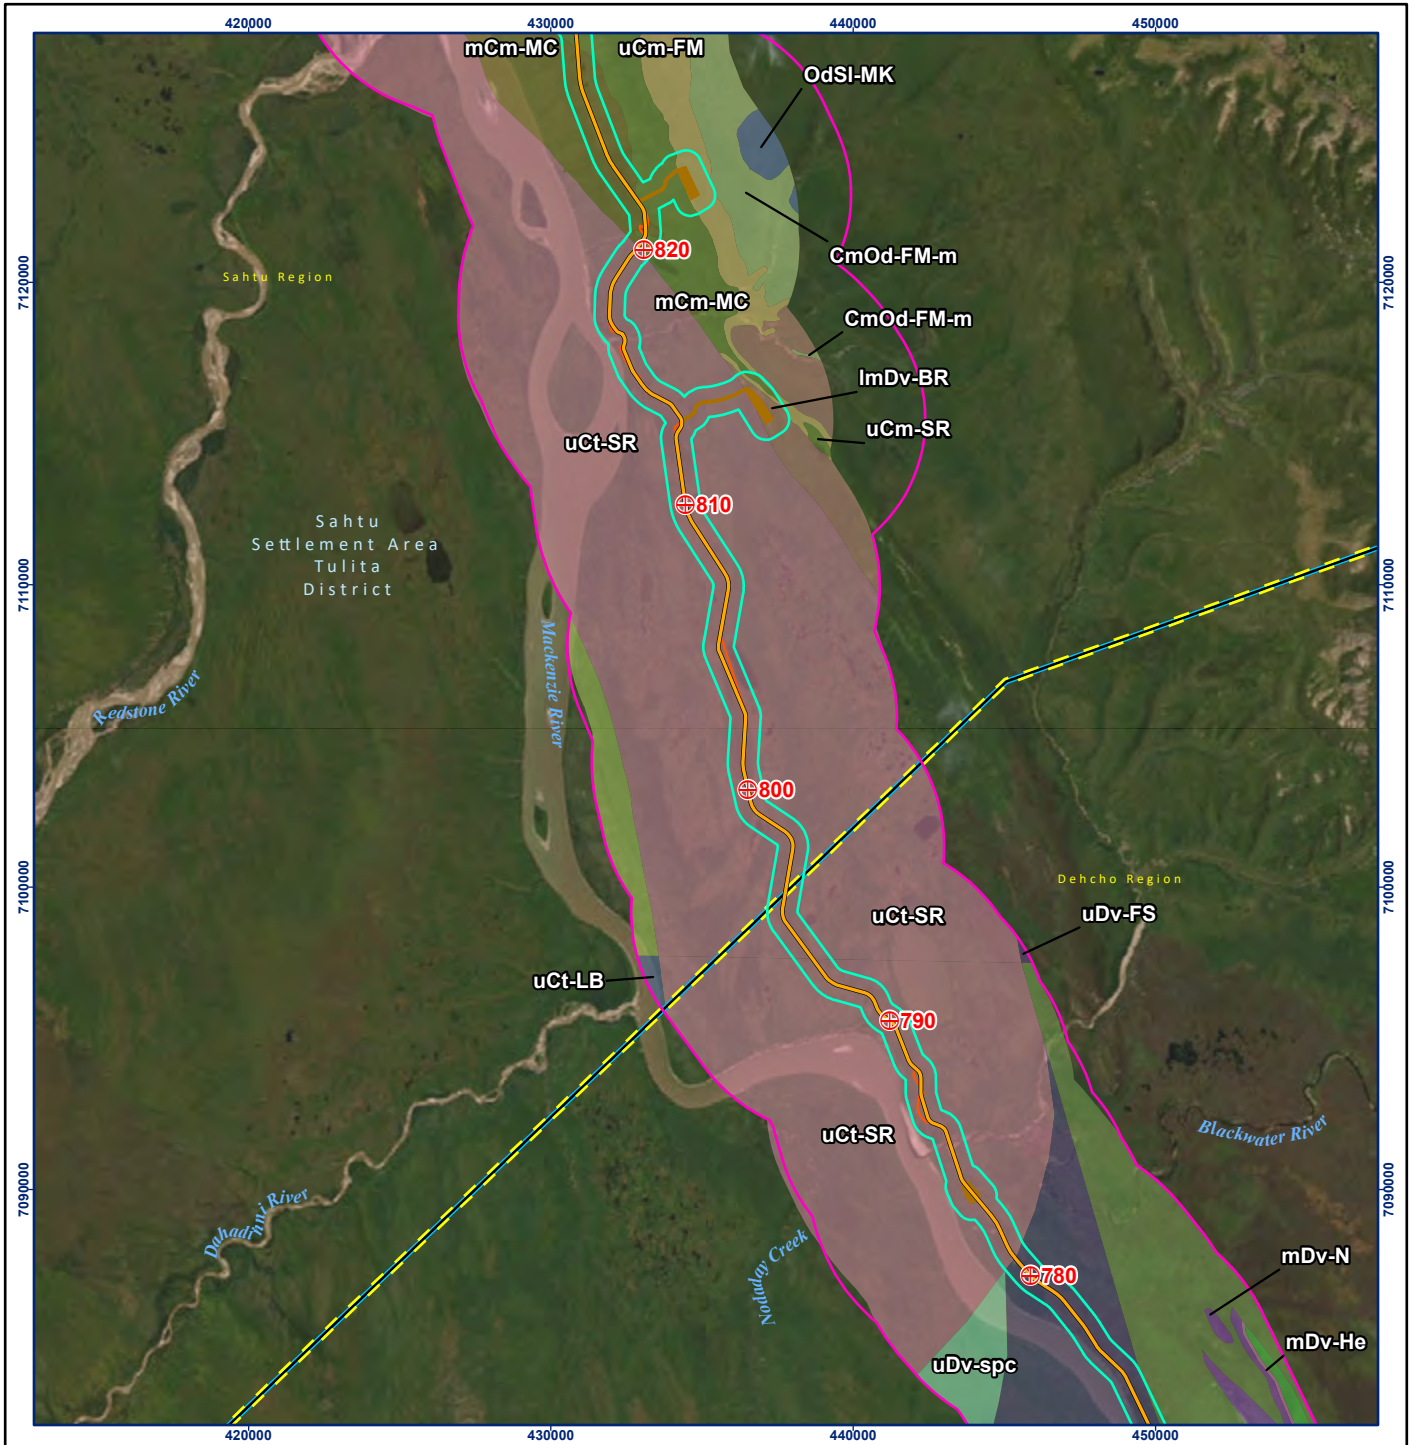 420000
430000
440000
450000
mCm-MC
uCm-FM
OdSl-MK
820
CmOd-FM-m
7120000
7120000
Sahtu Region
mCm-MC
CmOd-FM-m
lmDv-BR
uCm-SR
uCt-SR
810
Sahtu
Settlement Area
Tulita
District
7110000
7110000
Mackenzie River
Redstone River
800
7100000
7100000
Dehcho Region
uCt-SR
uDv-FS
uCt-LB
790
uCt-SR
Blackwater River
7090000
7090000
Dahadinni River
Nodaday Creek
780
mDv-N
mDv-He
uDv-spc
420000
430000
440000
450000